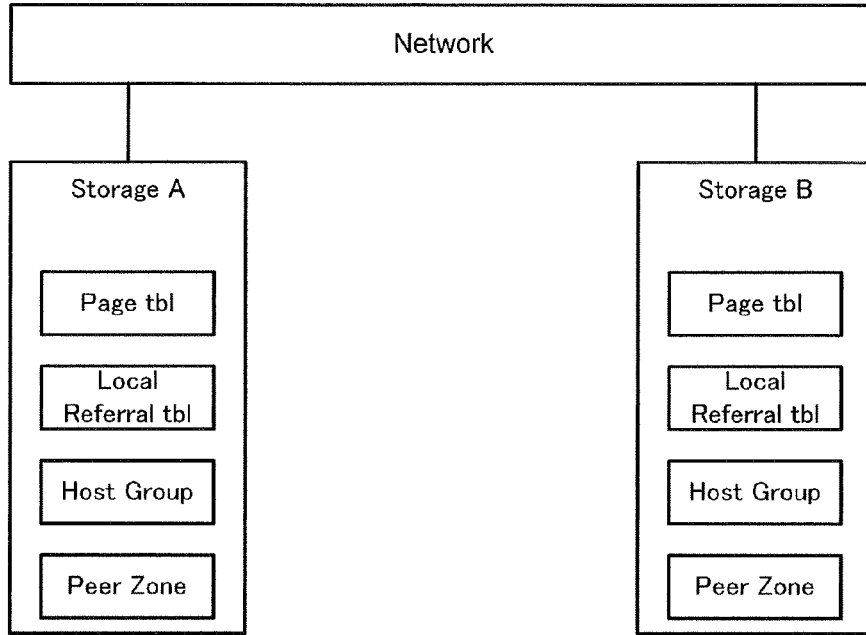 Network
Storage A
Page tbl
Local
Referral tbl
Host Group
Peer Zone
Storage B
Page tbl
Local
Referral tbl
Host Group
Peer Zone